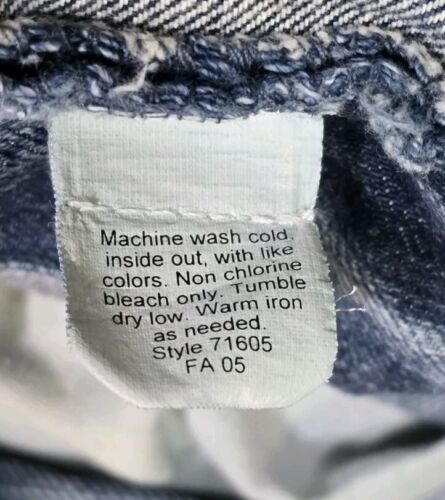 Machine wash cold.
inside out, with like
colors. Non chlorine
bleach only. Tumble
dry low. Warm iron
as needed.
Style 71605
FA 05